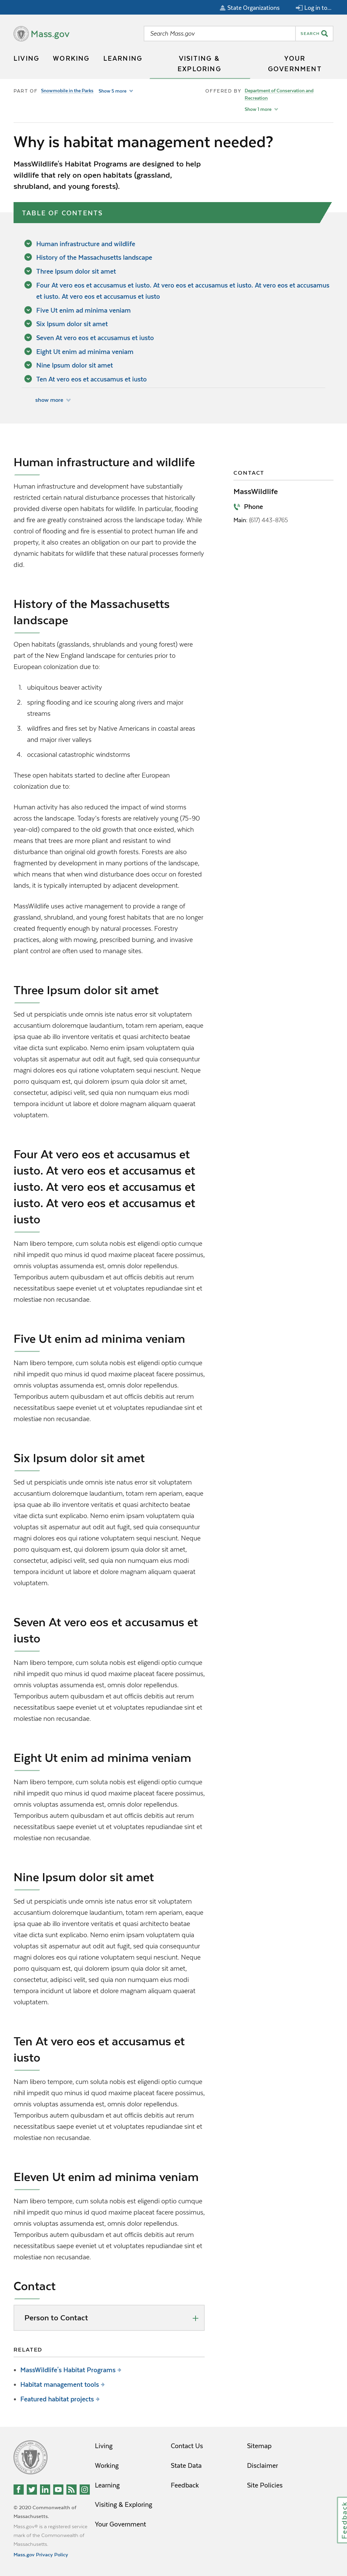 State Organizations
Log in to...
Mass.gov
Search Mass.gov
SEARCH
LIVING
WORKING
LEARNING
VISITING &
EXPLORING
YOUR
GOVERNMENT
PART OF Snowmobile in the Parks Show 5 more
OFFERED BY Department of Conservation and
Recreation
Show 1 more
Why is habitat management needed?
MassWildlife's Habitat Programs are designed to help
wildlife that rely on open habitats (grassland,
shrubland, and young forests).
TABLE OF CONTENTS
Human infrastructure and wildlife
History of the Massachusetts landscape
Three Ipsum dolor sit amet
Four At vero eos et accusamus et iusto. At vero eos et accusamus et iusto. At vero eos et accusamus
et iusto. At vero eos et accusamus et iusto
Five Ut enim ad minima veniam
Six Ipsum dolor sit amet
Seven At vero eos et accusamus et iusto
Eight Ut enim ad minima veniam
Nine Ipsum dolor sit amet
Ten At vero eos et accusamus et iusto
show more
Human infrastructure and wildlife
Human infrastructure and development have substantially
restricted certain natural disturbance processes that historically
provided diverse open habitats for wildlife. In particular, flooding
and fire are greatly constrained across the landscape today. While
control of flooding and fire is essential to protect human life and
property, it also creates an obligation on our part to provide the
dynamic habitats for wildlife that these natural processes formerly
did.
CONTACT
MassWildlife
Phone
Main: (617) 443-8765
History of the Massachusetts
landscape
Open habitats (grasslands, shrublands and young forest) were
part of the New England landscape for centuries prior to
European colonization due to:
1. ubiquitous beaver activity
2. spring flooding and ice scouring along rivers and major
streams
3. wildfires and fires set by Native Americans in coastal areas
and major river valleys
4. occasional catastrophic windstorms
These open habitats started to decline after European
colonization due to:
Human activity has also reduced the impact of wind storms
across the landscape. Today's forests are relatively young (75-90
year-old) compared to the old growth that once existed, which
means that trees are more pliant and resistant to wind
disturbance than original old growth forests. Forests are also
fragmented by development in many portions of the landscape,
which means that when wind disturbance does occur on forested
lands, it is typically interrupted by adjacent development.
MassWildlife uses active management to provide a range of
grassland, shrubland, and young forest habitats that are no longer
created frequently enough by natural processes. Forestry
practices, along with mowing, prescribed burning, and invasive
plant control are often used to manage sites.
Three Ipsum dolor sit amet
Sed ut perspiciatis unde omnis iste natus error sit voluptatem
accusantium doloremque laudantium, totam rem aperiam, eaque
ipsa quae ab illo inventore veritatis et quasi architecto beatae
vitae dicta sunt explicabo. Nemo enim ipsam voluptatem quia
voluptas sit aspernatur aut odit aut fugit, sed quia consequuntur
magni dolores eos qui ratione voluptatem sequi nesciunt. Neque
porro quisquam est, qui dolorem ipsum quia dolor sit amet,
consectetur, adipisci velit, sed quia non numquam eius modi
tempora incidunt ut labore et dolore magnam aliquam quaerat
voluptatem.
Four At vero eos et accusamus et
iusto. At vero eos et accusamus et
iusto. At vero eos et accusamus et
iusto. At vero eos et accusamus et
iusto
Nam libero tempore, cum soluta nobis est eligendi optio cumque
nihil impedit quo minus id quod maxime placeat facere possimus,
omnis voluptas assumenda est, omnis dolor repellendus.
Temporibus autem quibusdam et aut officiis debitis aut rerum
necessitatibus saepe eveniet ut et voluptates repudiandae sint et
molestiae non recusandae.
Five Ut enim ad minima veniam
Nam libero tempore, cum soluta nobis est eligendi optio cumque
nihil impedit quo minus id quod maxime placeat facere possimus,
omnis voluptas assumenda est, omnis dolor repellendus.
Temporibus autem quibusdam et aut officiis debitis aut rerum
necessitatibus saepe eveniet ut et voluptates repudiandae sint et
molestiae non recusandae.
Six Ipsum dolor sit amet
Sed ut perspiciatis unde omnis iste natus error sit voluptatem
accusantium doloremque laudantium, totam rem aperiam, eaque
ipsa quae ab illo inventore veritatis et quasi architecto beatae
vitae dicta sunt explicabo. Nemo enim ipsam voluptatem quia
voluptas sit aspernatur aut odit aut fugit, sed quia consequuntur
magni dolores eos qui ratione voluptatem sequi nesciunt. Neque
porro quisquam est, qui dolorem ipsum quia dolor sit amet,
consectetur, adipisci velit, sed quia non numquam eius modi
tempora incidunt ut labore et dolore magnam aliquam quaerat
voluptatem.
Seven At vero eos et accusamus et
iusto
Nam libero tempore, cum soluta nobis est eligendi optio cumque
nihil impedit quo minus id quod maxime placeat facere possimus,
omnis voluptas assumenda est, omnis dolor repellendus.
Temporibus autem quibusdam et aut officiis debitis aut rerum
necessitatibus saepe eveniet ut et voluptates repudiandae sint et
molestiae non recusandae.
Eight Ut enim ad minima veniam
Nam libero tempore, cum soluta nobis est eligendi optio cumque
nihil impedit quo minus id quod maxime placeat facere possimus,
omnis voluptas assumenda est, omnis dolor repellendus.
Temporibus autem quibusdam et aut officiis debitis aut rerum
necessitatibus saepe eveniet ut et voluptates repudiandae sint et
molestiae non recusandae.
Nine Ipsum dolor sit amet
Sed ut perspiciatis unde omnis iste natus error sit voluptatem
accusantium doloremque laudantium, totam rem aperiam, eaque
ipsa quae ab illo inventore veritatis et quasi architecto beatae
vitae dicta sunt explicabo. Nemo enim ipsam voluptatem quia
voluptas sit aspernatur aut odit aut fugit, sed quia consequuntur
magni dolores eos qui ratione voluptatem sequi nesciunt. Neque
porro quisquam est, qui dolorem ipsum quia dolor sit amet,
consectetur, adipisci velit, sed quia non numquam eius modi
tempora incidunt ut labore et dolore magnam aliquam quaerat
voluptatem.
Ten At vero eos et accusamus et
iusto
Nam libero tempore, cum soluta nobis est eligendi optio cumque
nihil impedit quo minus id quod maxime placeat facere possimus,
omnis voluptas assumenda est, omnis dolor repellendus.
Temporibus autem quibusdam et aut officiis debitis aut rerum
necessitatibus saepe eveniet ut et voluptates repudiandae sint et
molestiae non recusandae.
Eleven Ut enim ad minima veniam
Nam libero tempore, cum soluta nobis est eligendi optio cumque
nihil impedit quo minus id quod maxime placeat facere possimus,
omnis voluptas assumenda est, omnis dolor repellendus.
Temporibus autem quibusdam et aut officiis debitis aut rerum
necessitatibus saepe eveniet ut et voluptates repudiandae sint et
molestiae non recusandae.
Contact
Person to Contact
RELATED
MassWildlife's Habitat Programs
Habitat management tools
Featured habitat projects
Living
Working
Learning
Visiting & Exploring
Your Government
Contact Us
State Data
Feedback
Sitemap
Disclaimer
Site Policies
© 2020 Commonwealth of
Massachusetts.
Mass.gov® is a registered service
mark of the Commonwealth of
Massachusetts.
Mass.gov Privacy Policy
Feedback